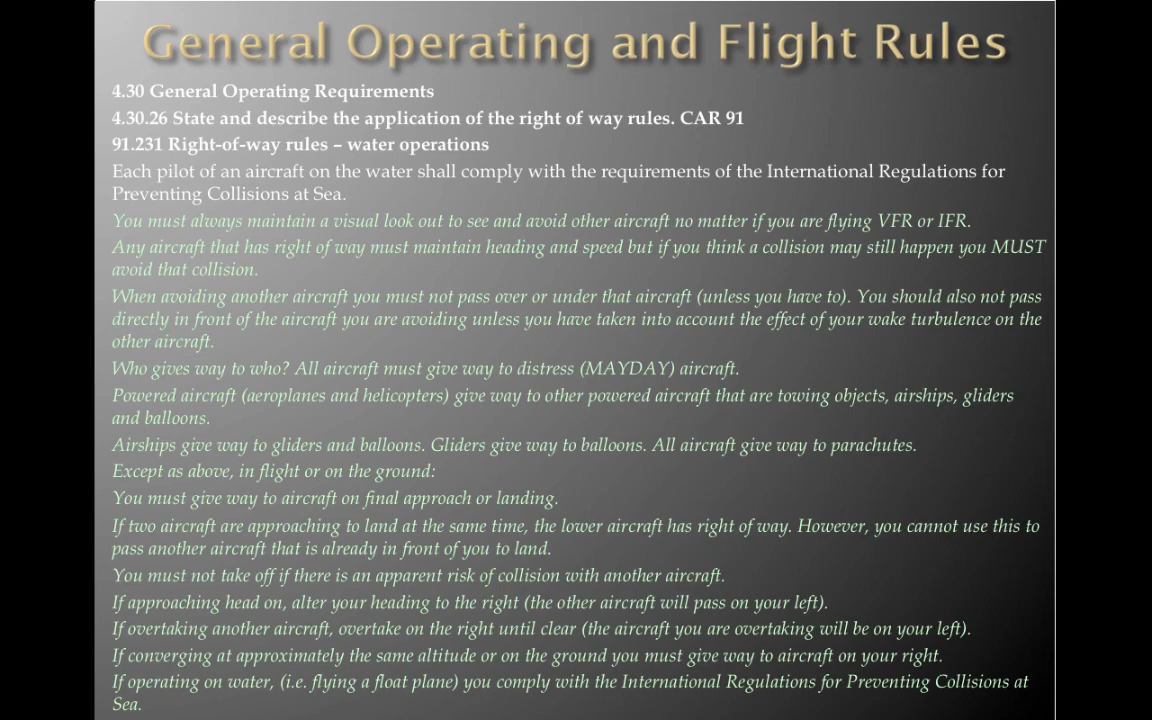 General Operating and Flight Rules
4.30 General Operating Requirements
4.30.26 State and describe the application of the right of way rules. CAR 91
91.231 Right-of-way rules – water operations
Each pilot of an aircraft on the water shall comply with the requirements of the International Regulations for
Preventing Collisions at Sea.
You must always maintain a visual look out to see and avoid other aircraft no matter if you are flying VFR or IFR.
Any aircraft that has right of way must maintain heading and speed but if you think a collision may still happen you MUST
avoid that collision.
When avoiding another aircraft you must not pass over or under that aircraft (unless you have to). You should also not pass
directly in front of the aircraft you are avoiding unless you have taken into account the effect of your wake turbulence on the
other aircraft.
Who gives way to who? All aircraft must give way to distress (MAYDAY) aircraft.
Powered aircraft (aeroplanes and helicopters) give way to other powered aircraft that are towing objects, airships, gliders
and balloons.
Airships give way to gliders and balloons. Gliders give way to balloons. All aircraft give way to parachutes.
Except as above, in flight or on the ground:
You must give way to aircraft on final approach or landing.
If two aircraft are approaching to land at the same time, the lower aircraft has right of way. However, you cannot use this to
pass another aircraft that is already in front of you to land.
You must not take off if there is an apparent risk of collision with another aircraft.
If approaching head on, alter your heading to the right (the other aircraft will pass on your left).
If overtaking another aircraft, overtake on the right until clear (the aircraft you are overtaking will be on your left).
If converging at approximately the same altitude or on the ground you must give way to aircraft on your right.
If operating on water, (i.e. flying a float plane) you comply with the International Regulations for Preventing Collisions at
Sea.